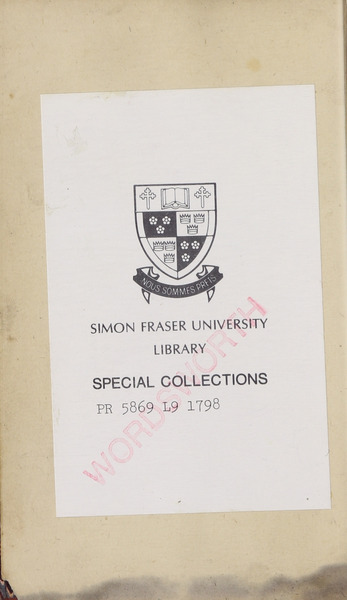 NOUS SOMMES PRETS
SIMON FRASER UNIVERSITY
LIBRARY
SPECIAL COLLECTIONS
PR 5869 L9 1798
WORDSWORTH